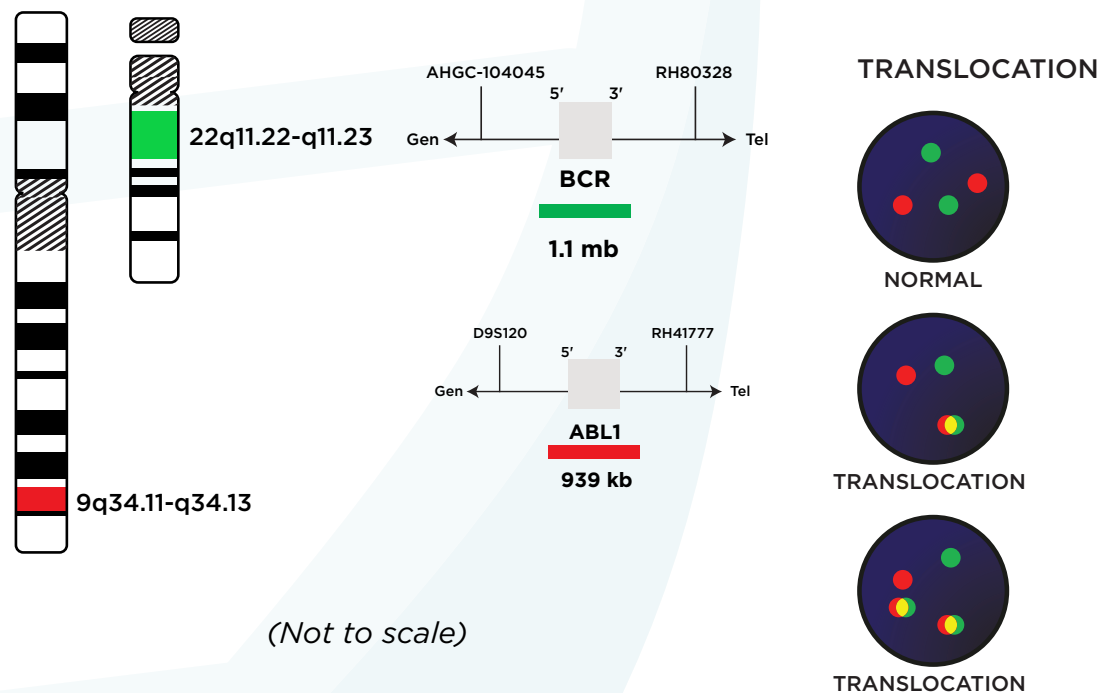 22q11.22-q11.23
9q34.11-q34.13
AHGC-104045
RH80328
5'
3'
Gen
Tel
BCR
1.1 mb
D9S120
RH41777
5'
3'
Gen
Tel
ABL1
939 kb
(Not to scale)
TRANSLOCATION
NORMAL
TRANSLOCATION
TRANSLOCATION